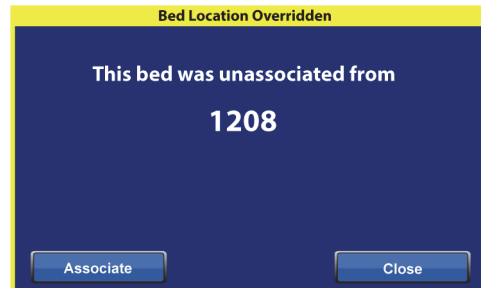 Bed Location Overridden
This bed was unassociated from
1208
Associate
Close